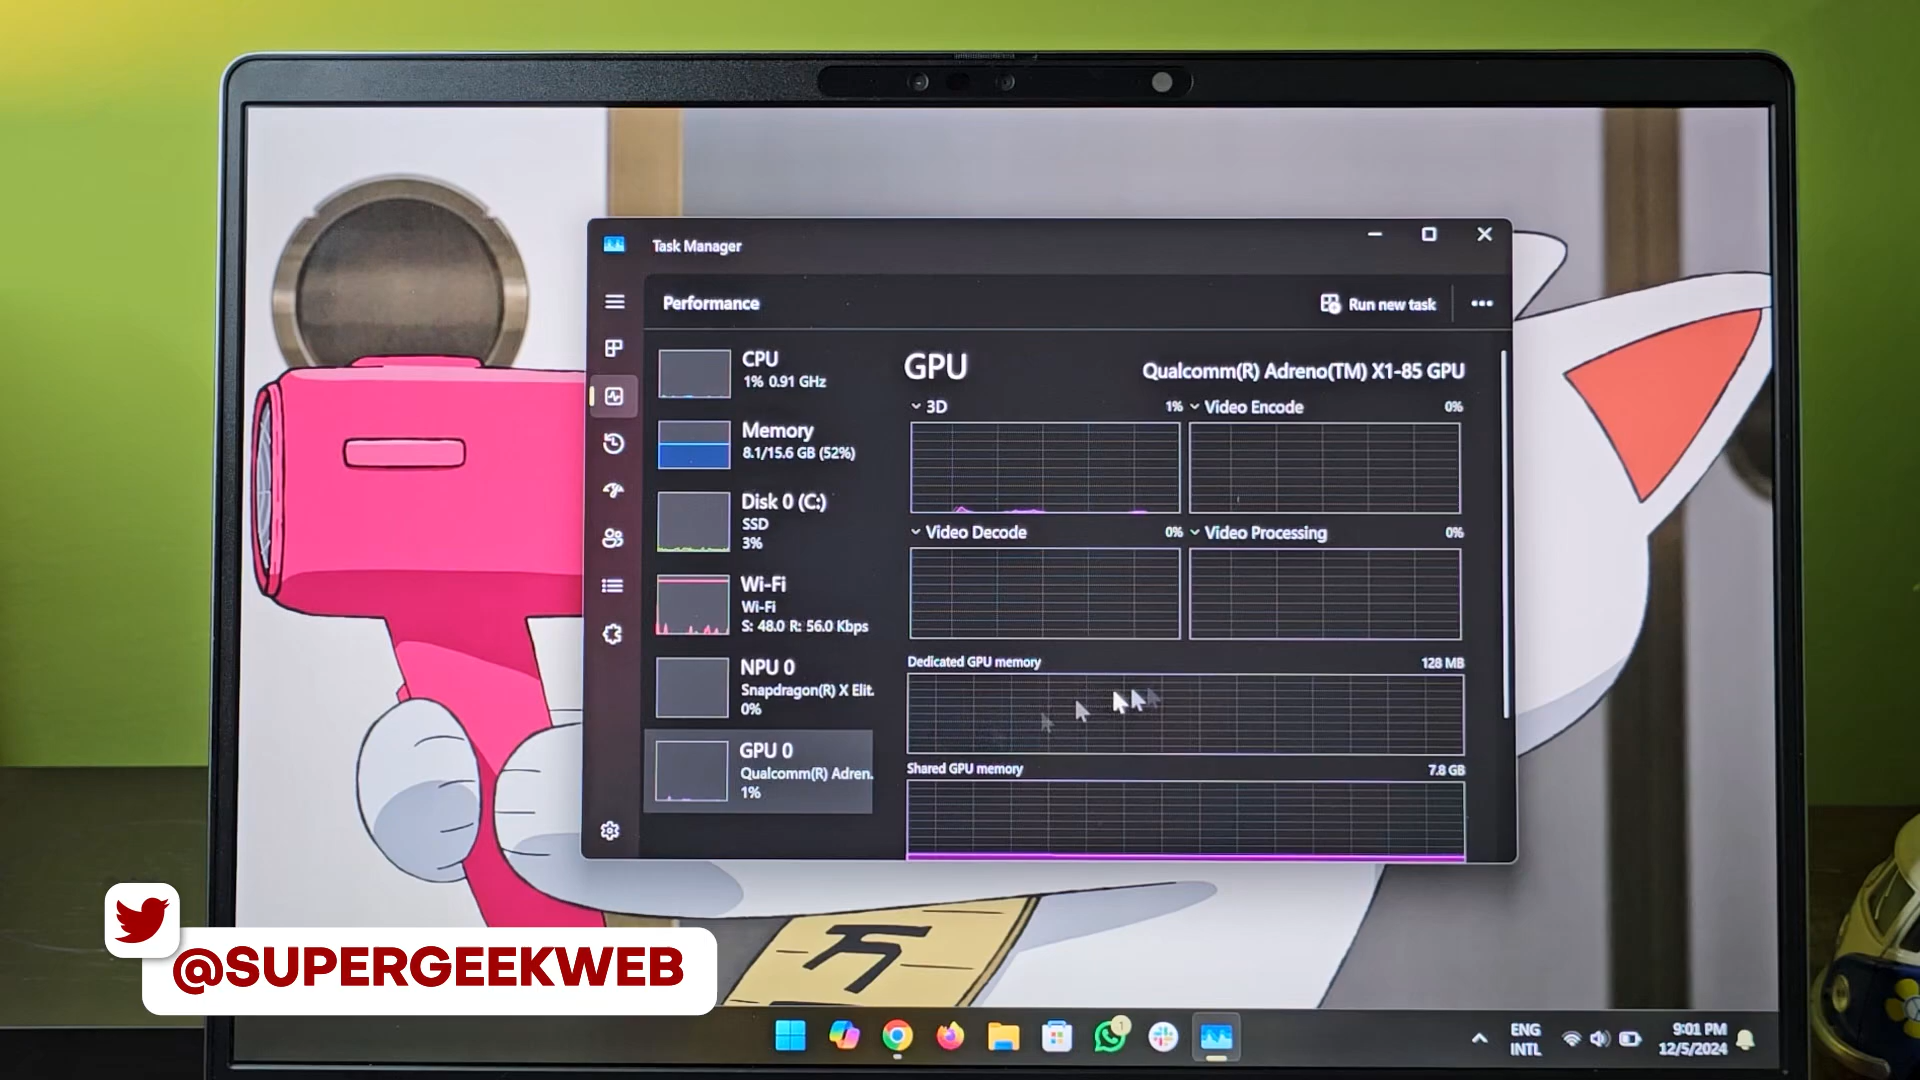 Task Manager
Performance
Run new task
CPU
1% 0.91 GHz
Memory
8.1/15.6 GB (52%)
Disk 0 (C:)
SSD
3%
Wi-Fi
Wi-Fi
S: 48.0 R: 56.0 Kbps
NPU 0
Snapdragon(R) X Elit.
0%
GPU 0
Qualcomm(R) Adren.
1%
GPU
Qualcomm(R) Adreno(TM) X1-85 GPU
3D 1%
Video Encode 0%
Video Decode 0%
Video Processing 0%
Dedicated GPU memory 128 MB
Shared GPU memory 7.8 GB
@SUPERGEEKWEB
1
ENG
INTL
9:01 PM
12/5/2024